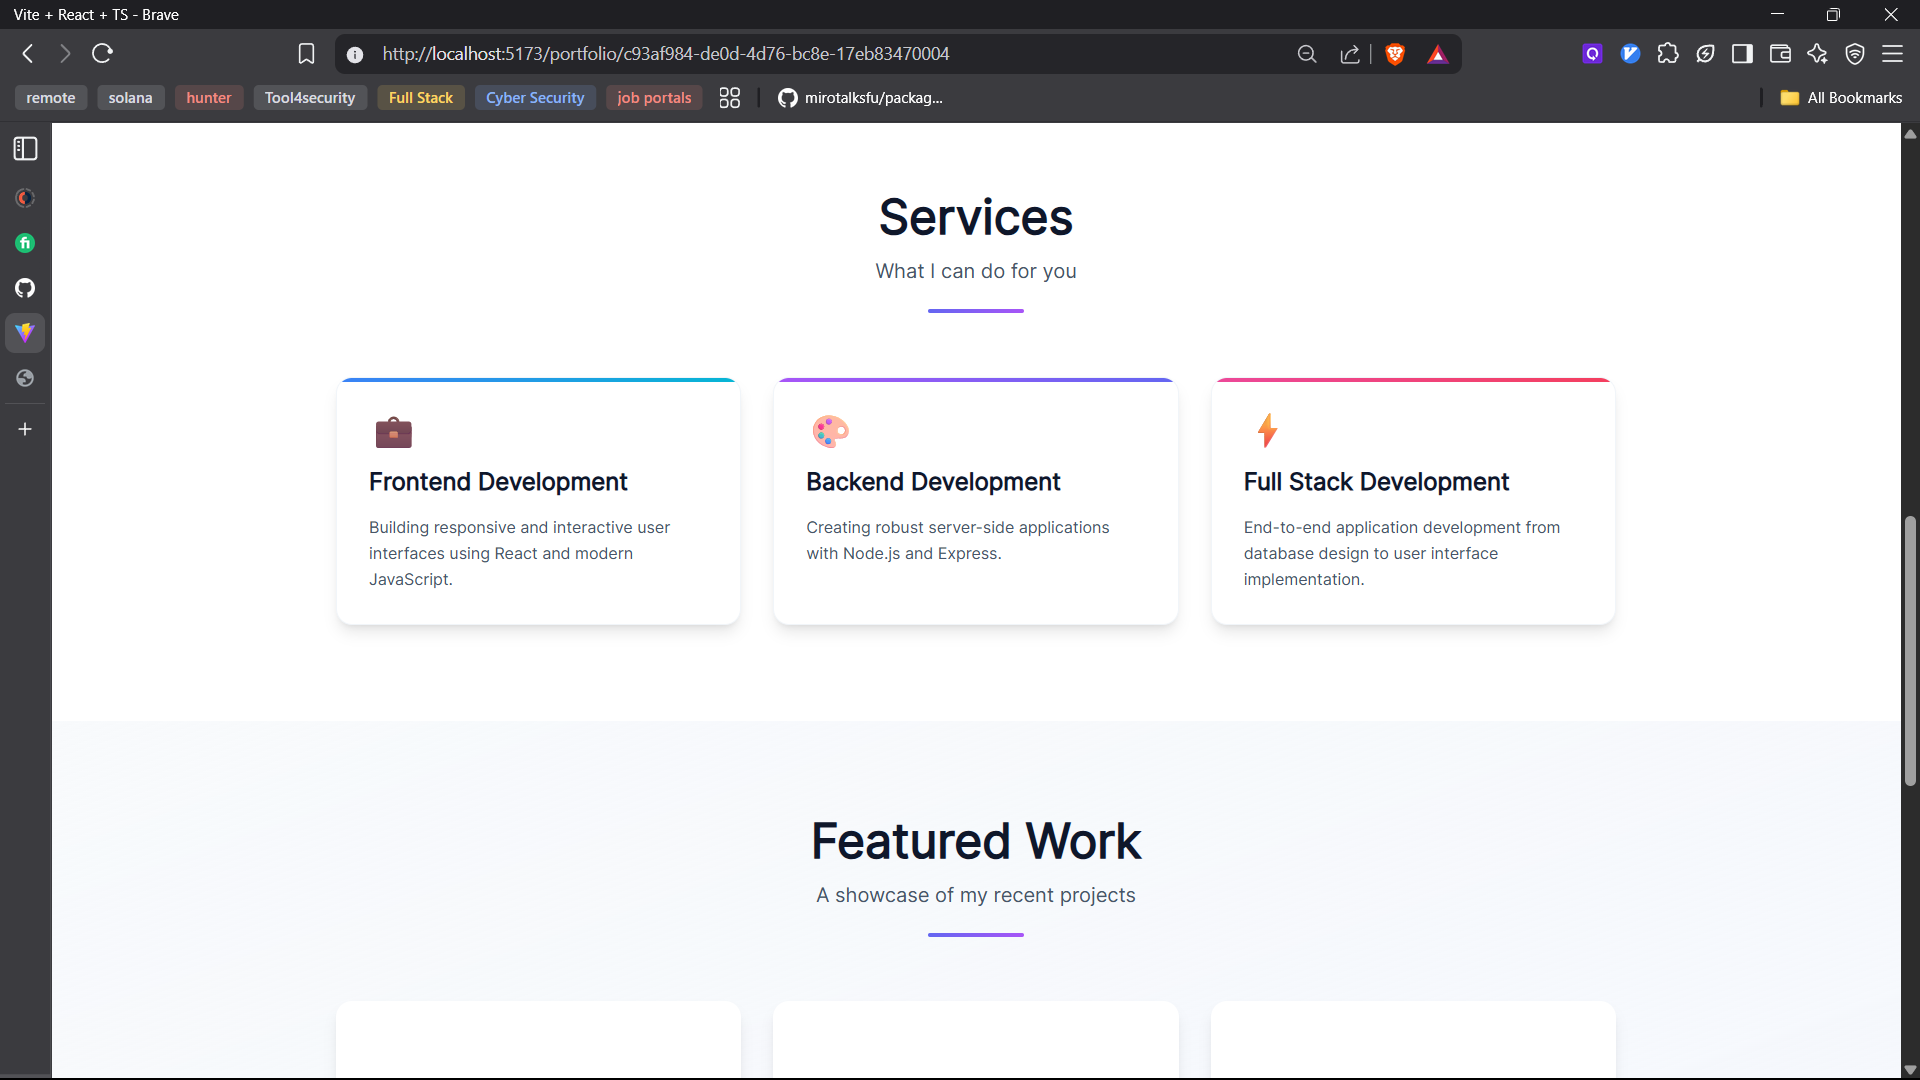 Vite + React + TS - Brave
http://localhost:5173/portfolio/c93af984-de0d-4d76-bc8e-17eb83470004
remote
solana
hunter
Tool4security
Full Stack
Cyber Security
job portals
mirotalksfu/packag...
All Bookmarks
Services
What I can do for you
Frontend Development
Building responsive and interactive user
interfaces using React and modern
JavaScript.
Backend Development
Creating robust server-side applications
with Node.js and Express.
Full Stack Development
End-to-end application development from
database design to user interface
implementation.
Featured Work
A showcase of my recent projects